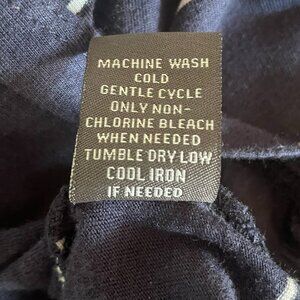 MACHINE WASH
COLD
GENTLE CYCLE
ONLY NON-
CHLORINE BLEACH
WHEN NEEDED
TUMBLE DRY LOW
COOL IRON
IF NEEDED